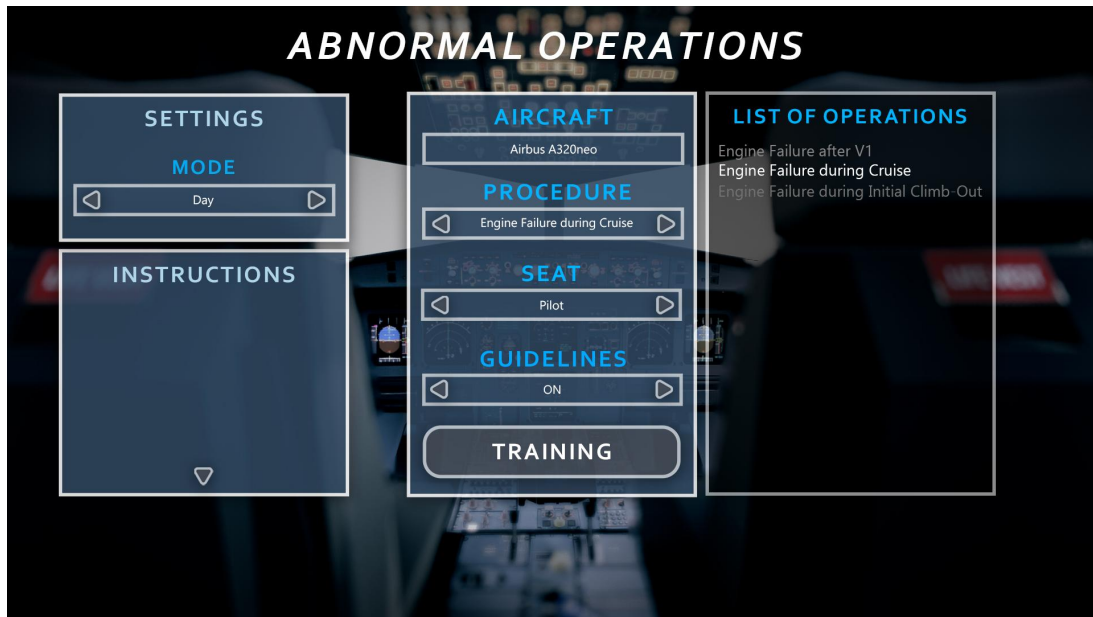 ABNORMAL OPERATIONS
SETTINGS
MODE
Day
INSTRUCTIONS
AIRCRAFT
Airbus A320neo
PROCEDURE
Engine Failure during Cruise
SEAT
Pilot
GUIDELINES
ON
TRAINING
LIST OF OPERATIONS
Engine Failure after V1
Engine Failure during Cruise
Engine Failure during Initial Climb-Out